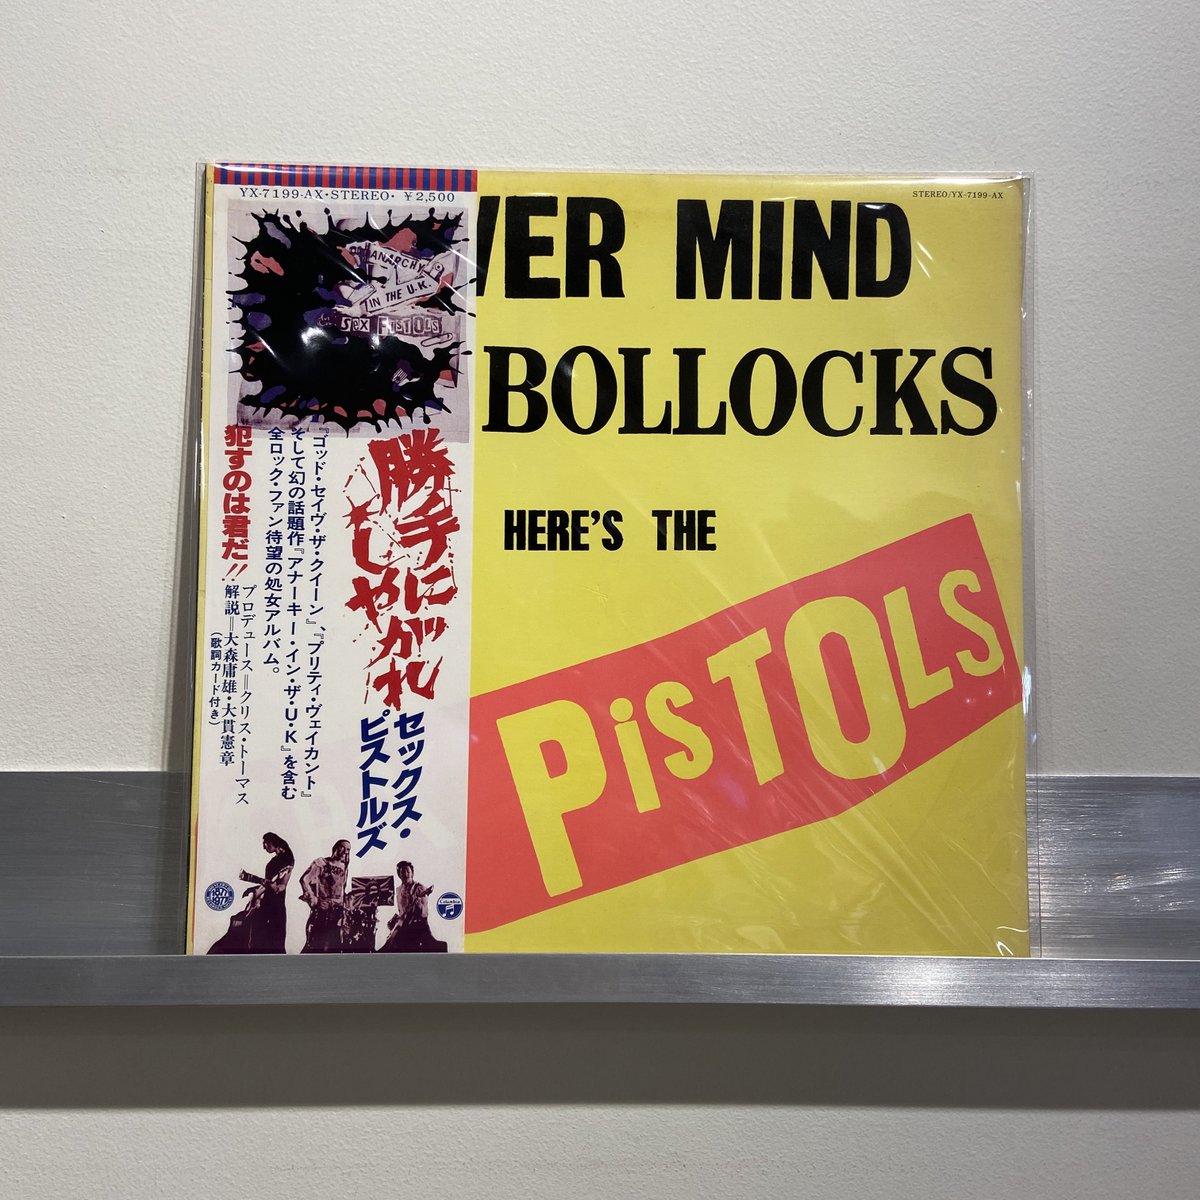 YX-7199-AX・STEREO・ ¥2,500
ANARCHY
IN THE U.K.
SEX PISTOLS
勝手にしやがれ
セックス・ピストルズ
『ゴッド・セイヴ・ザ・クイーン』、『プリティ・ヴェイカント』
そして幻の話題作『アナーキー・イン・ザ・U・K』を含む
全ロック・ファン待望の処女アルバム。
犯すのは君だ!!
プロデュース＝クリス・トーマス
解説＝大森庸雄・大貫憲章
(歌詞カード付き)
Columbia
STEREO/YX-7199-AX
VER MIND
BOLLOCKS
HERE'S THE
PiSTOLS